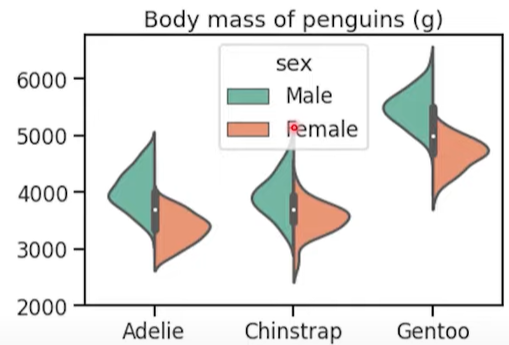 Body mass of penguins (g)
sex
Male
Female
6000
5000
4000
3000
2000
Adelie Chinstrap Gentoo